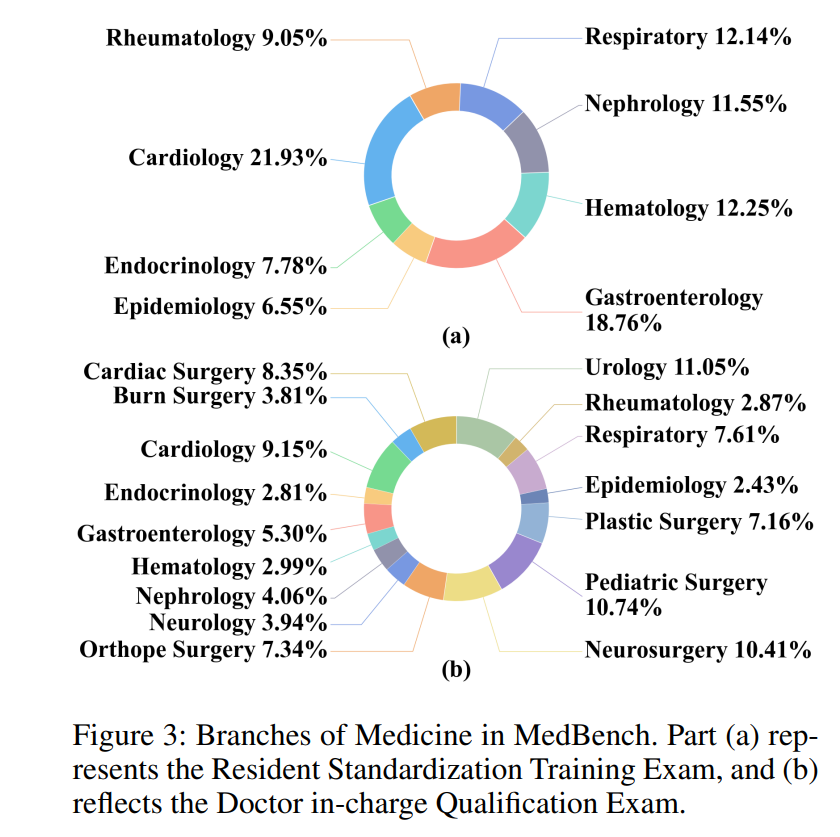 Rheumatology 9.05%
Respiratory 12.14%
Nephrology 11.55%
Cardiology 21.93%
Hematology 12.25%
Endocrinology 7.78%
Epidemiology 6.55%
Gastroenterology
18.76%
(a)
Cardiac Surgery 8.35%
Burn Surgery 3.81%
Cardiology 9.15%
Endocrinology 2.81%
Gastroenterology 5.30%
Hematology 2.99%
Nephrology 4.06%
Neurology 3.94%
Orthope Surgery 7.34%
Urology 11.05%
Rheumatology 2.87%
Respiratory 7.61%
Epidemiology 2.43%
Plastic Surgery 7.16%
Pediatric Surgery
10.74%
Neurosurgery 10.41%
(b)
Figure 3: Branches of Medicine in MedBench. Part (a) rep-
resents the Resident Standardization Training Exam, and (b)
reflects the Doctor in-charge Qualification Exam.